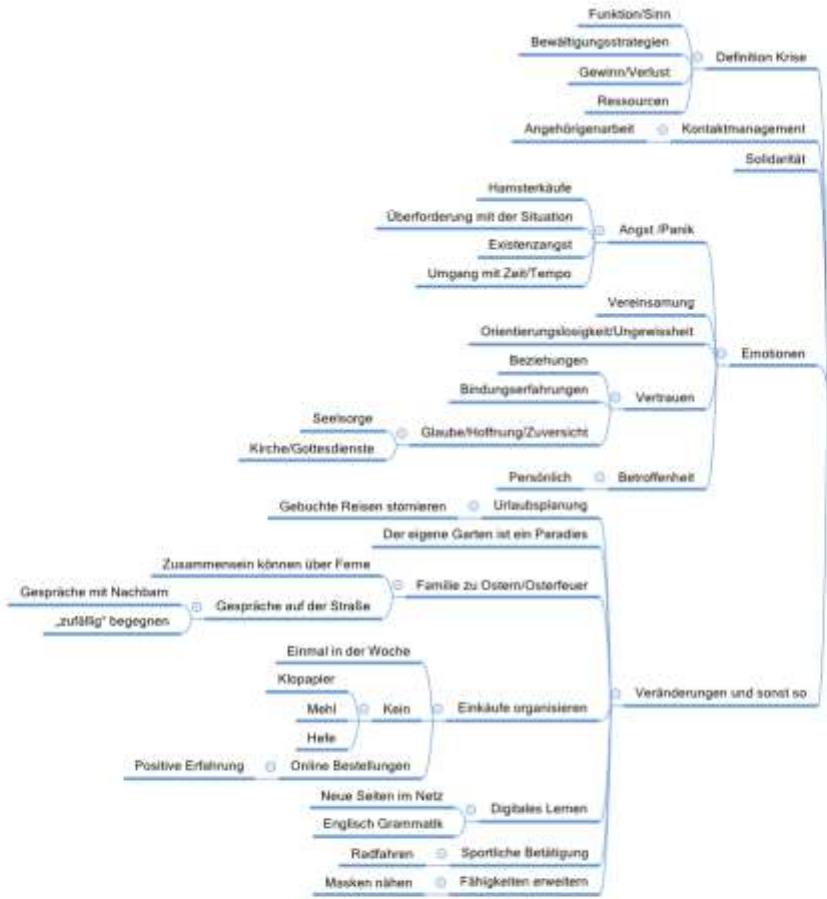 Funktion/Sinn
Bewältigungsstrategien
Definition Krise
Gewinn/Verlust
Ressourcen
Angehörigenarbeit
Kontaktmanagement
Solidarität
Hamsterkäufe
Überforderung mit der Situation
Angst /Panik
Existenzangst
Umgang mit Zeit/Tempo
Vereinsamung
Orientierungslosigkeit/Ungewissheit
Emotionen
Beziehungen
Bindungserfahrungen
Vertrauen
Seelsorge
Glaube/Hoffnung/Zuversicht
Kirche/Gottesdienste
Persönlich
Betroffenheit
Gebuchte Reisen stornieren
Urlaubsplanung
Der eigene Garten ist ein Paradies
Zusammensein können über Ferne
Familie zu Ostern/Osterfeuer
Gespräche mit Nachbarn
Gespräche auf der Straße
„zufällig“ begegnen
Einmal in der Woche
Klopapier
Veränderungen und sonst so
Mehl
Kein
Einkäufe organisieren
Hefe
Positive Erfahrung
Online Bestellungen
Neue Seiten im Netz
Digitales Lernen
Englisch Grammatik
Radfahren
Sportliche Betätigung
Masken nähen
Fähigkeiten erweitern